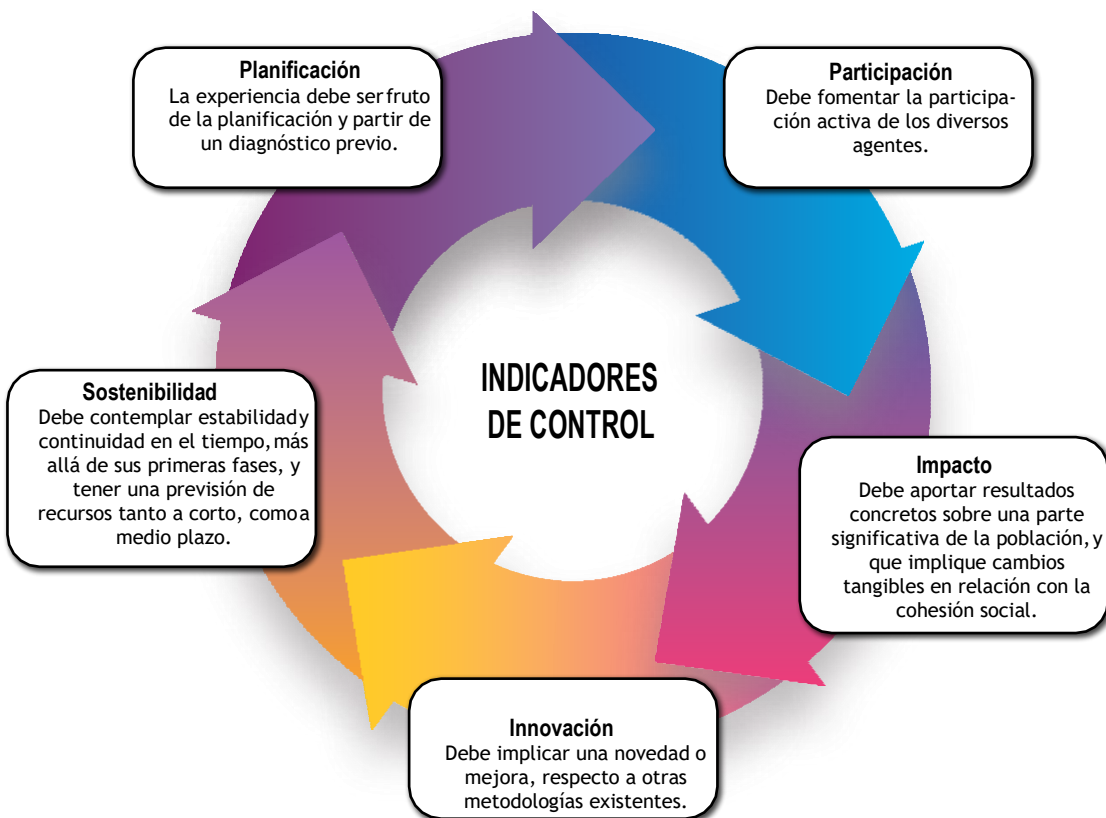 Planificación
La experiencia debe ser fruto
de la planificación y partir de
un diagnóstico previo.
Participación
Debe fomentar la participa-
ción activa de los diversos
agentes.
INDICADORES
DE CONTROL
Sostenibilidad
Debe contemplar estabilidad y
continuidad en el tiempo, más
allá de sus primeras fases, y
tener una previsión de
recursos tanto a corto, como a
medio plazo.
Impacto
Debe aportar resultados
concretos sobre una parte
significativa de la población, y
que implique cambios
tangibles en relación con la
cohesión social.
Innovación
Debe implicar una novedad o
mejora, respecto a otras
metodologías existentes.